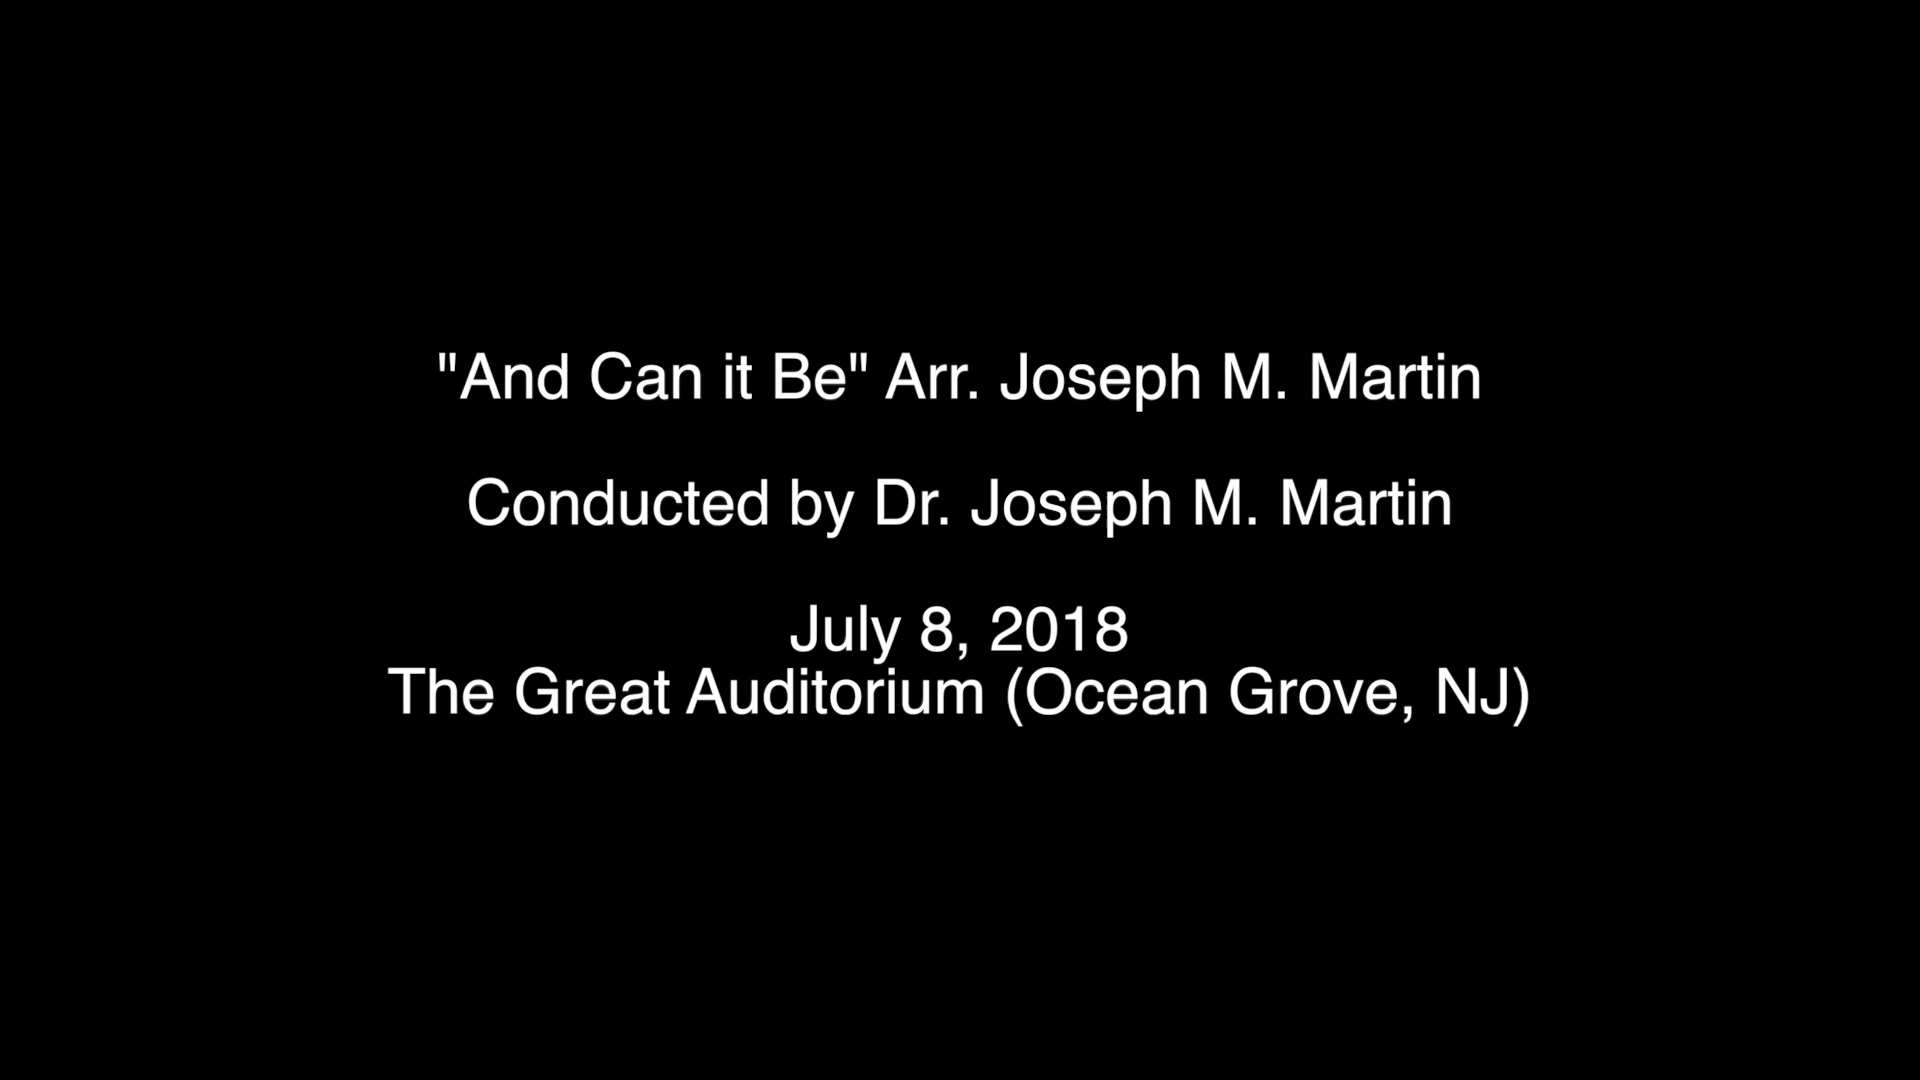 "And Can it Be" Arr. Joseph M. Martin
Conducted by Dr. Joseph M. Martin
July 8, 2018
The Great Auditorium (Ocean Grove, NJ)